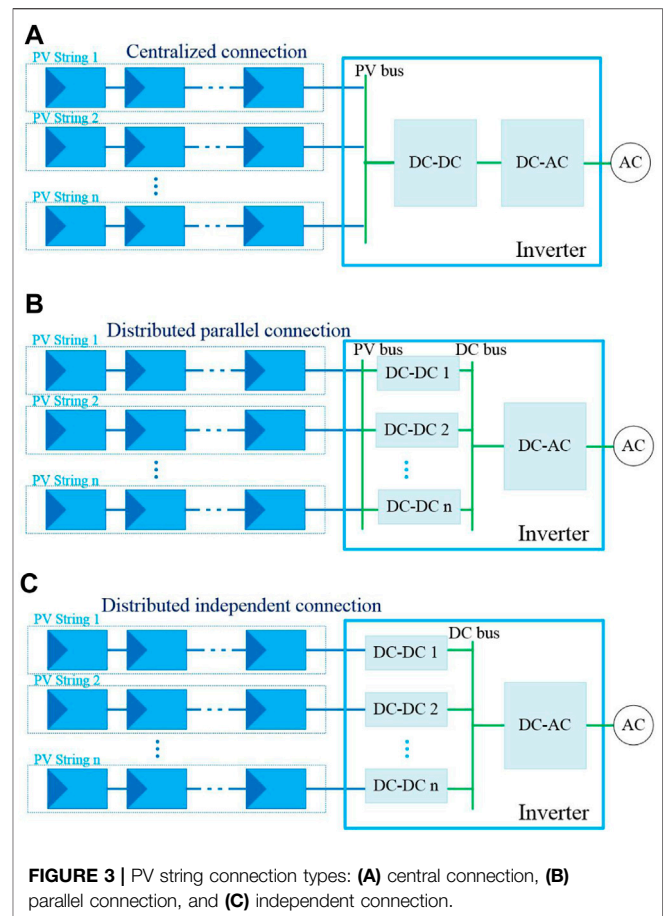 A
Centralized connection
PV String 1
PV bus
PV String 2
DC-DC
DC-AC
AC
PV String n
Inverter
B
Distributed parallel connection
PV String 1
PV bus
DC bus
DC-DC 1
PV String 2
DC-DC 2
DC-AC
AC
PV String n
DC-DC n
Inverter
C
Distributed independent connection
PV String 1
DC bus
DC-DC 1
PV String 2
DC-DC 2
DC-AC
AC
PV String n
DC-DC n
Inverter
FIGURE 3 | PV string connection types: (A) central connection, (B)
parallel connection, and (C) independent connection.